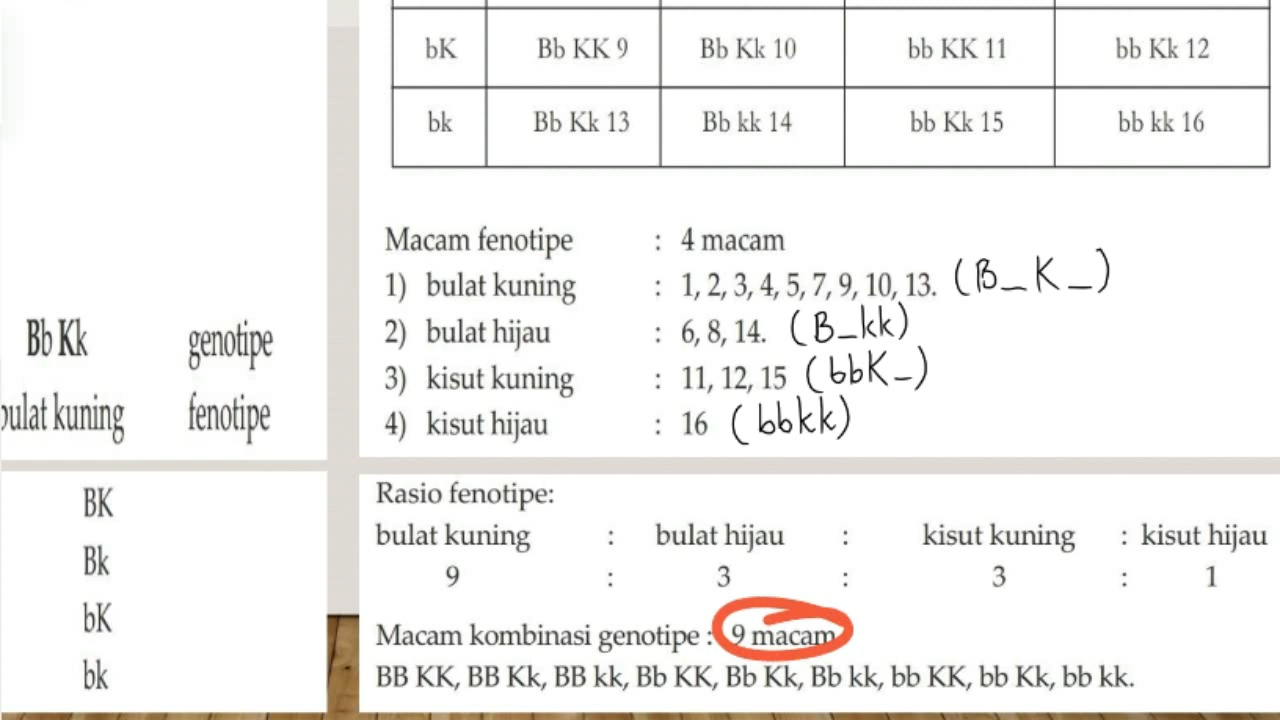 bK Bb KK 9 Bb Kk 10 bb KK 11 bb Kk 12
bk Bb Kk 13 Bb kk 14 bb Kk 15 bb kk 16
Macam fenotipe : 4 macam
1) bulat kuning : 1, 2, 3, 4, 5, 7, 9, 10, 13. (B_K_)
2) bulat hijau : 6, 8, 14. (B_kk)
3) kisut kuning : 11, 12, 15 (bbK_)
4) kisut hijau : 16 (bbkk)
Bb Kk genotipe
bulat kuning fenotipe
BK
Bk
bK
bk
Rasio fenotipe:
bulat kuning : bulat hijau : kisut kuning : kisut hijau
9 : 3 : 3 : 1
Macam kombinasi genotipe : 9 macam
BB KK, BB Kk, BB kk, Bb KK, Bb Kk, Bb kk, bb KK, bb Kk, bb kk.